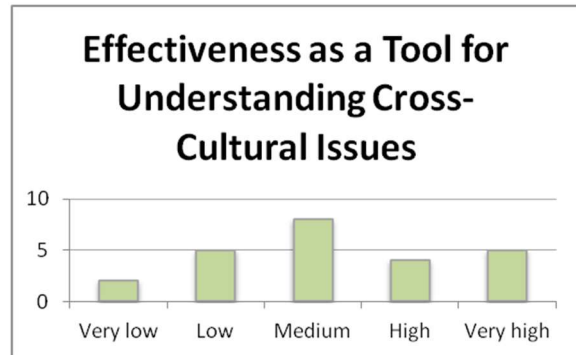 Effectiveness as a Tool for
Understanding Cross-
Cultural Issues
10
5
0
Very low Low Medium High Very high